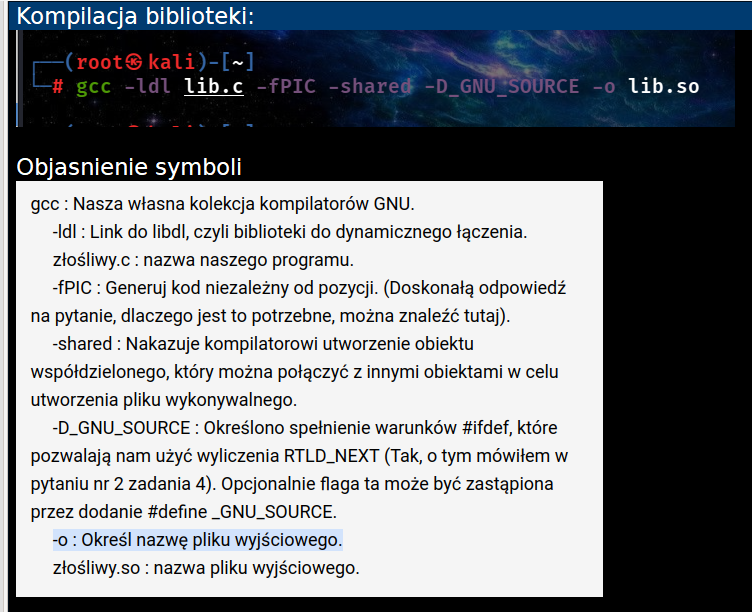 Kompilacja biblioteki:
┌──(root㉿kali)-[~]
└─# gcc -ldl lib.c -fPIC -shared -D_GNU_SOURCE -o lib.so
Objasnienie symboli
gcc : Nasza własna kolekcja kompilatorów GNU.
-ldl : Link do libdl, czyli biblioteki do dynamicznego łączenia.
złośliwy.c : nazwa naszego programu.
-fPIC : Generuj kod niezależny od pozycji. (Doskonałą odpowiedź
na pytanie, dlaczego jest to potrzebne, można znaleźć tutaj).
-shared : Nakazuje kompilatorowi utworzenie obiektu
współdzielonego, który można połączyć z innymi obiektami w celu
utworzenia pliku wykonywalnego.
-D_GNU_SOURCE : Określono spełnienie warunków #ifdef, które
pozwalają nam użyć wyliczenia RTLD_NEXT (Tak, o tym mówiłem w
pytaniu nr 2 zadania 4). Opcjonalnie flaga ta może być zastąpiona
przez dodanie #define _GNU_SOURCE.
-o : Określ nazwę pliku wyjściowego.
złośliwy.so : nazwa pliku wyjściowego.